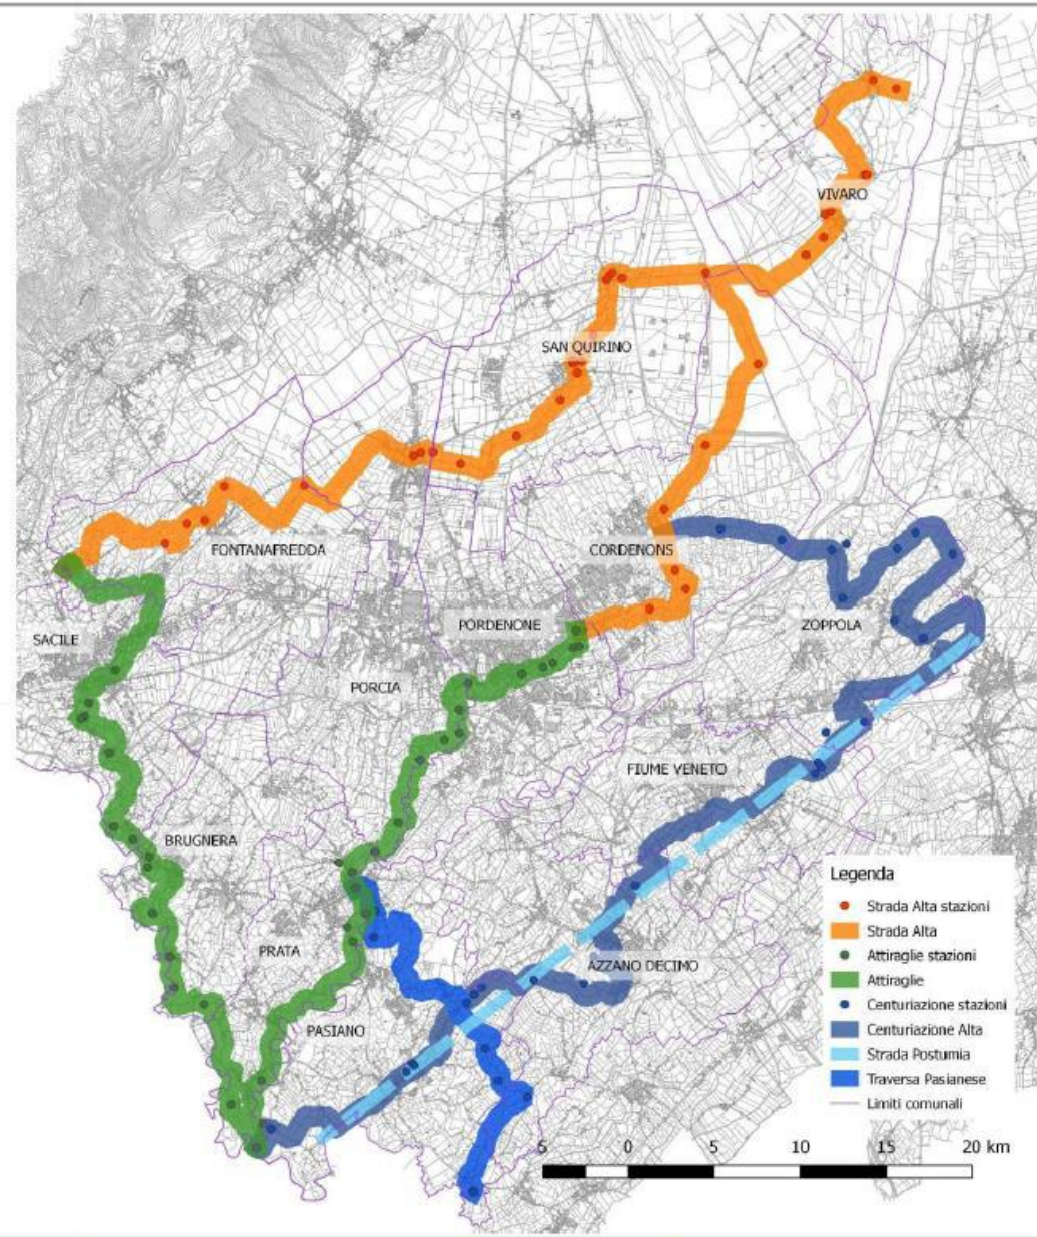 VIVARO
SAN QUIRINO
FONTANAFREDDA
CORDENONS
SACILE
PORDENONE
ZOPPOLA
PORCIA
FIUME VENETO
BRUGNERA
PRATA
AZZANO DECIMO
PASIANO
Legenda
Strada Alta stazioni
Strada Alta
Attiraglie stazioni
Attiraglie
Centuriazione stazioni
Centuriazione Alta
Strada Postumia
Traversa Pasianese
Limiti comunali
5 0 5 10 15 20 km